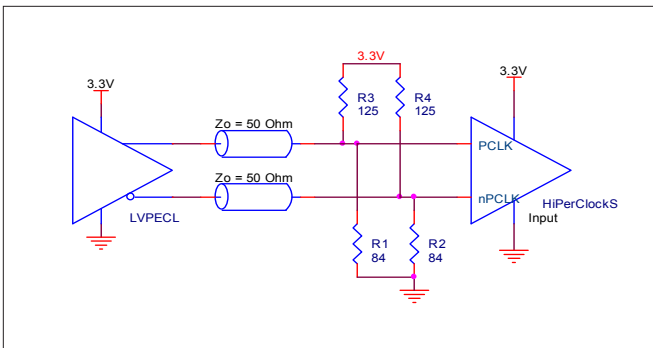 3.3V
3.3V
3.3V
R3
125
R4
125
Zo = 50 Ohm
PCLK
Zo = 50 Ohm
nPCLK
LVPECL
HiPerClockS
Input
R1
84
R2
84